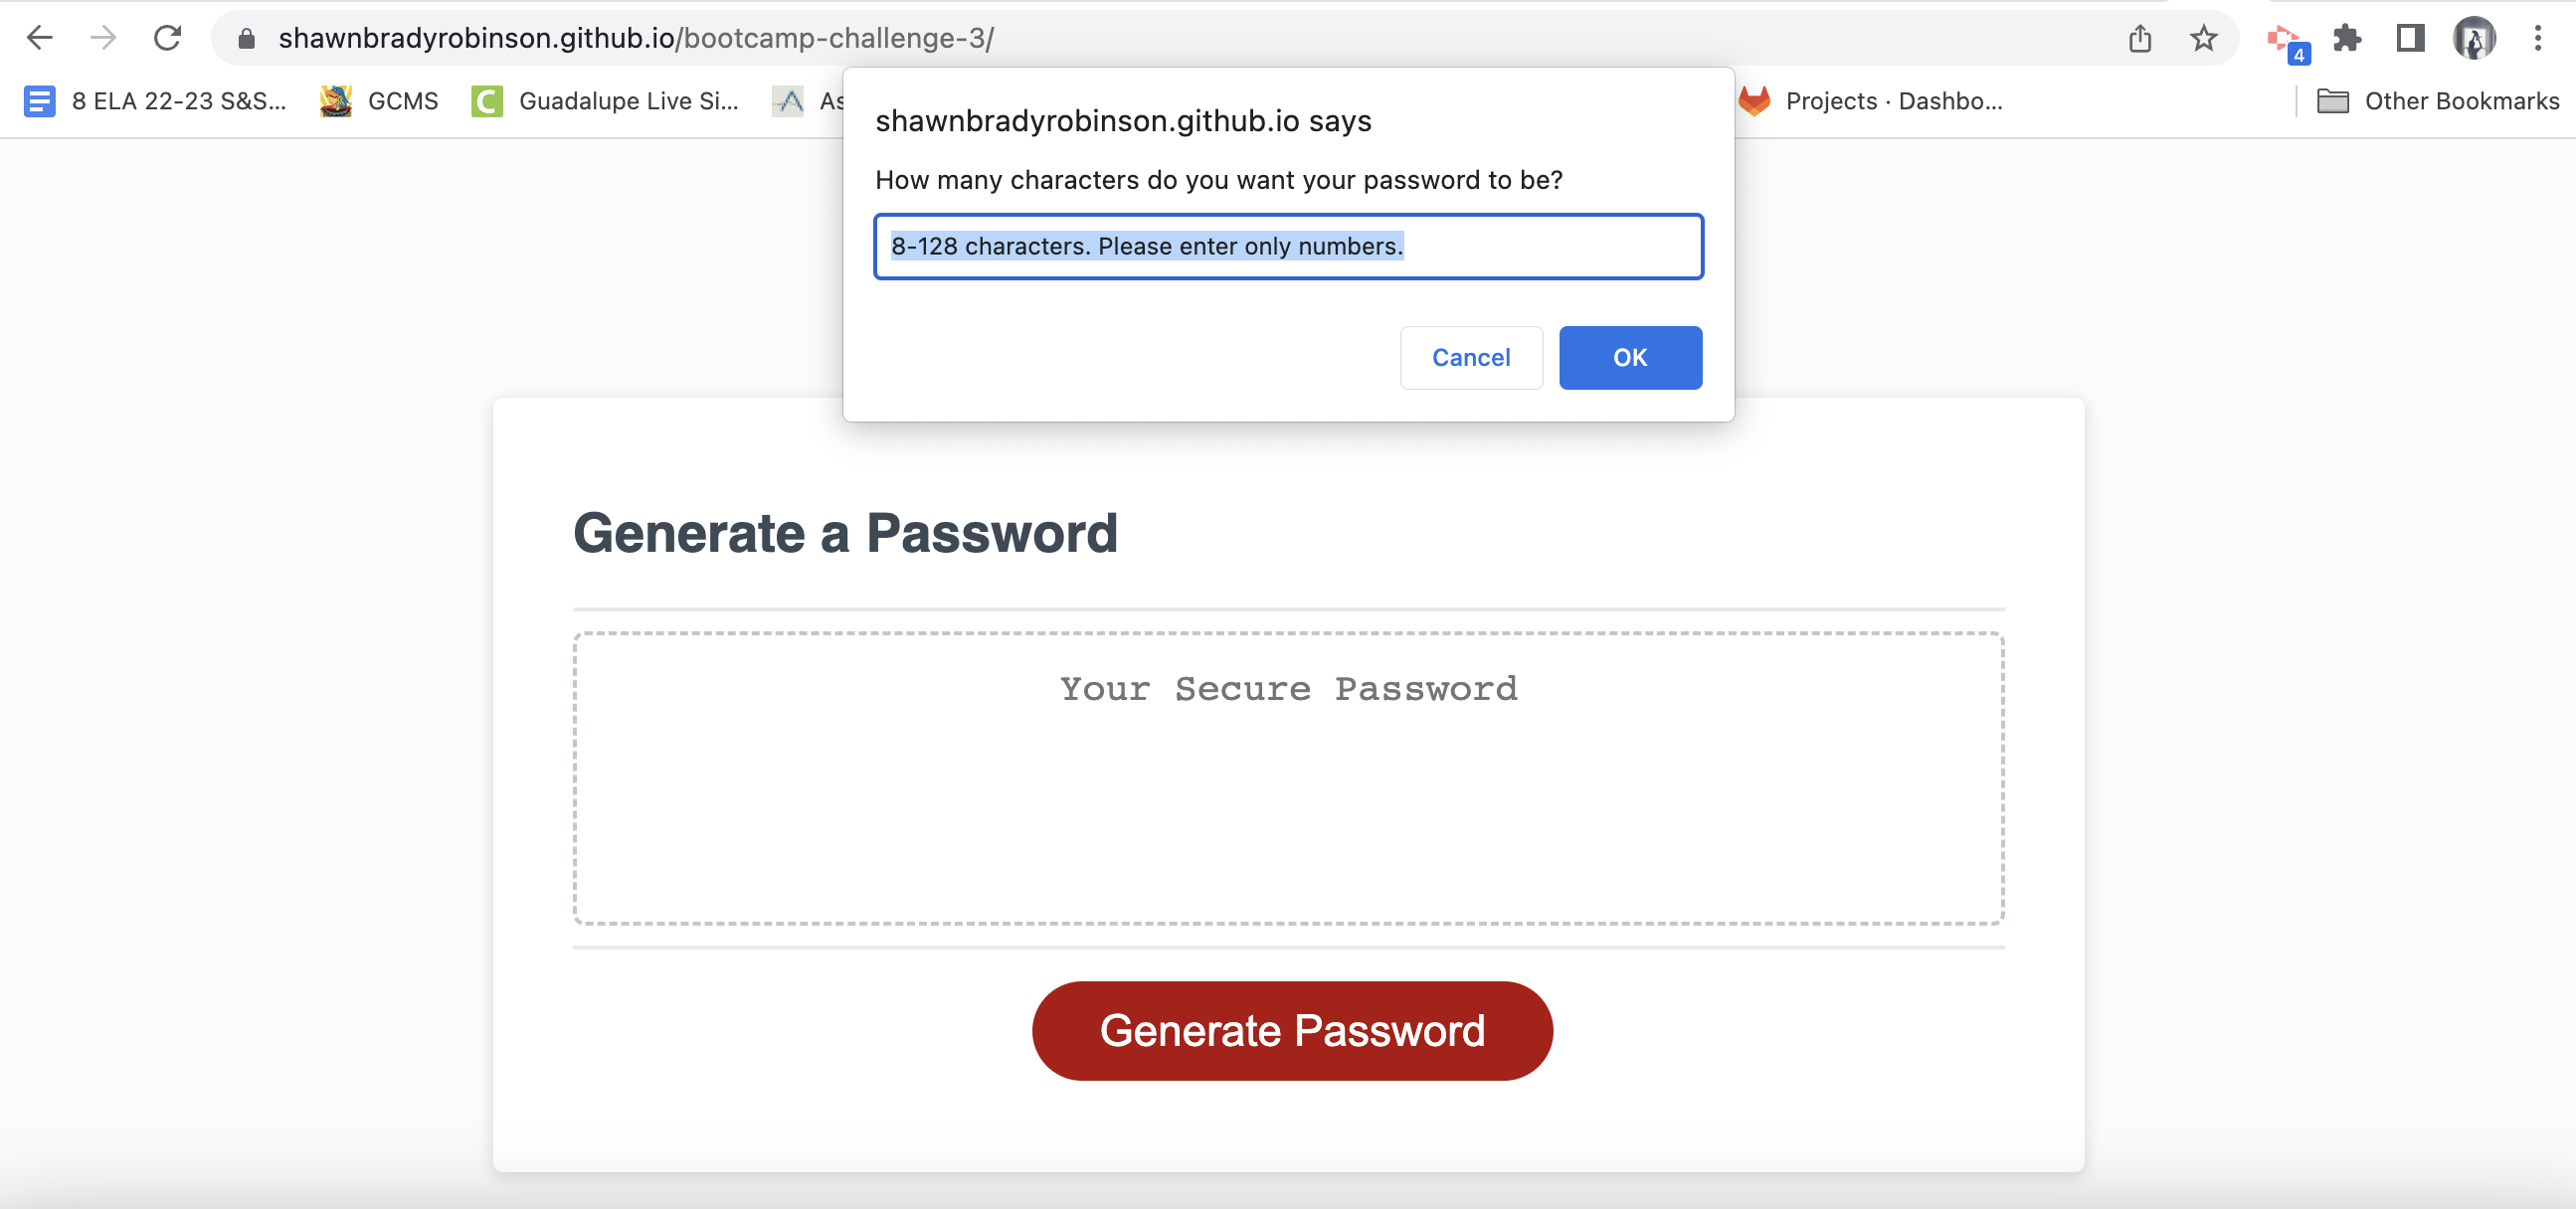 shawnbradyrobinson.github.io/bootcamp-challenge-3/
4
8 ELA 22-23 S&S...
GCMS
C
Guadalupe Live Si...
As
Projects · Dashbo...
Other Bookmarks
shawnbradyrobinson.github.io says
How many characters do you want your password to be?
8-128 characters. Please enter only numbers.
Cancel
OK
Generate a Password
Your Secure Password
Generate Password